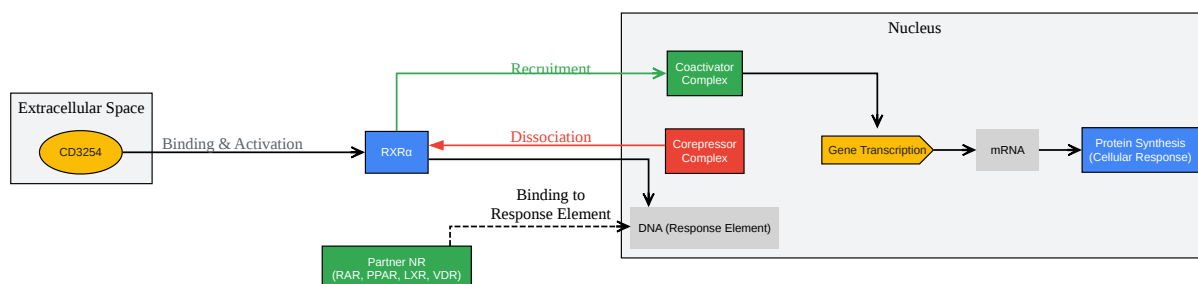 Nucleus
Recruitment
Coactivator
Complex
Extracellular Space
CD3254
Binding & Activation
RXRα
Dissociation
Corepressor
Complex
Gene Transcription
mRNA
Protein Synthesis
(Cellular Response)
Binding to
Response Element
DNA (Response Element)
Partner NR
(RAR, PPAR, LXR, VDR)